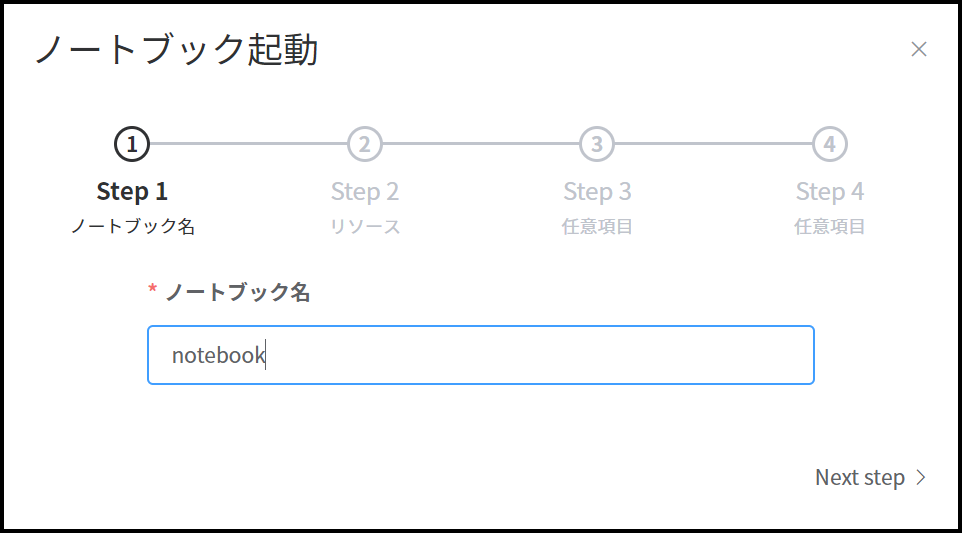 ノートブック起動
1 2 3 4
Step 1 Step 2 Step 3 Step 4
ノートブック名 リソース 任意項目 任意項目
* ノートブック名
notebook
Next step